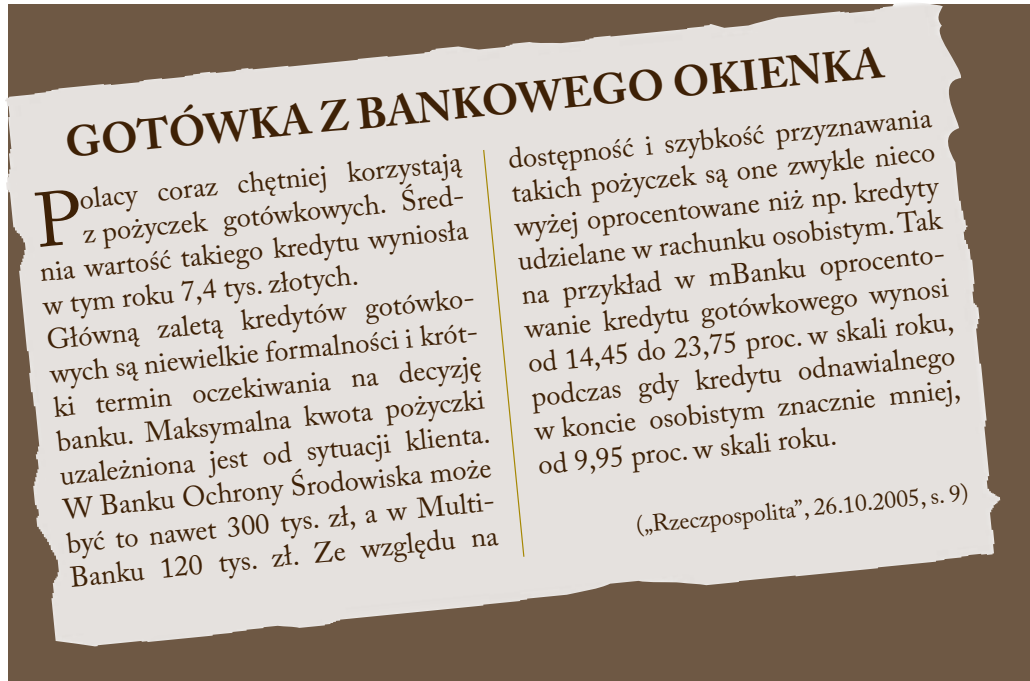 GOTÓWKA Z BANKOWEGO OKIENKA
Polacy coraz chętniej korzystają
z pożyczek gotówkowych. Śred-
nia wartość takiego kredytu wyniosła
w tym roku 7,4 tys. złotych.
Główną zaletą kredytów gotówko-
wych są niewielkie formalności i krót-
ki termin oczekiwania na decyzję
banku. Maksymalna kwota pożyczki
uzależniona jest od sytuacji klienta.
W Banku Ochrony Środowiska może
być to nawet 300 tys. zł, a w Multi-
Banku 120 tys. zł. Ze względu na
dostępność i szybkość przyznawania
takich pożyczek są one zwykle nieco
wyżej oprocentowane niż np. kredyty
udzielane w rachunku osobistym. Tak
na przykład w mBanku oprocento-
wanie kredytu gotówkowego wynosi
od 14,45 do 23,75 proc. w skali roku,
podczas gdy kredytu odnawialnego
w koncie osobistym znacznie mniej,
od 9,95 proc. w skali roku.
(„Rzeczpospolita”, 26.10.2005, s. 9)